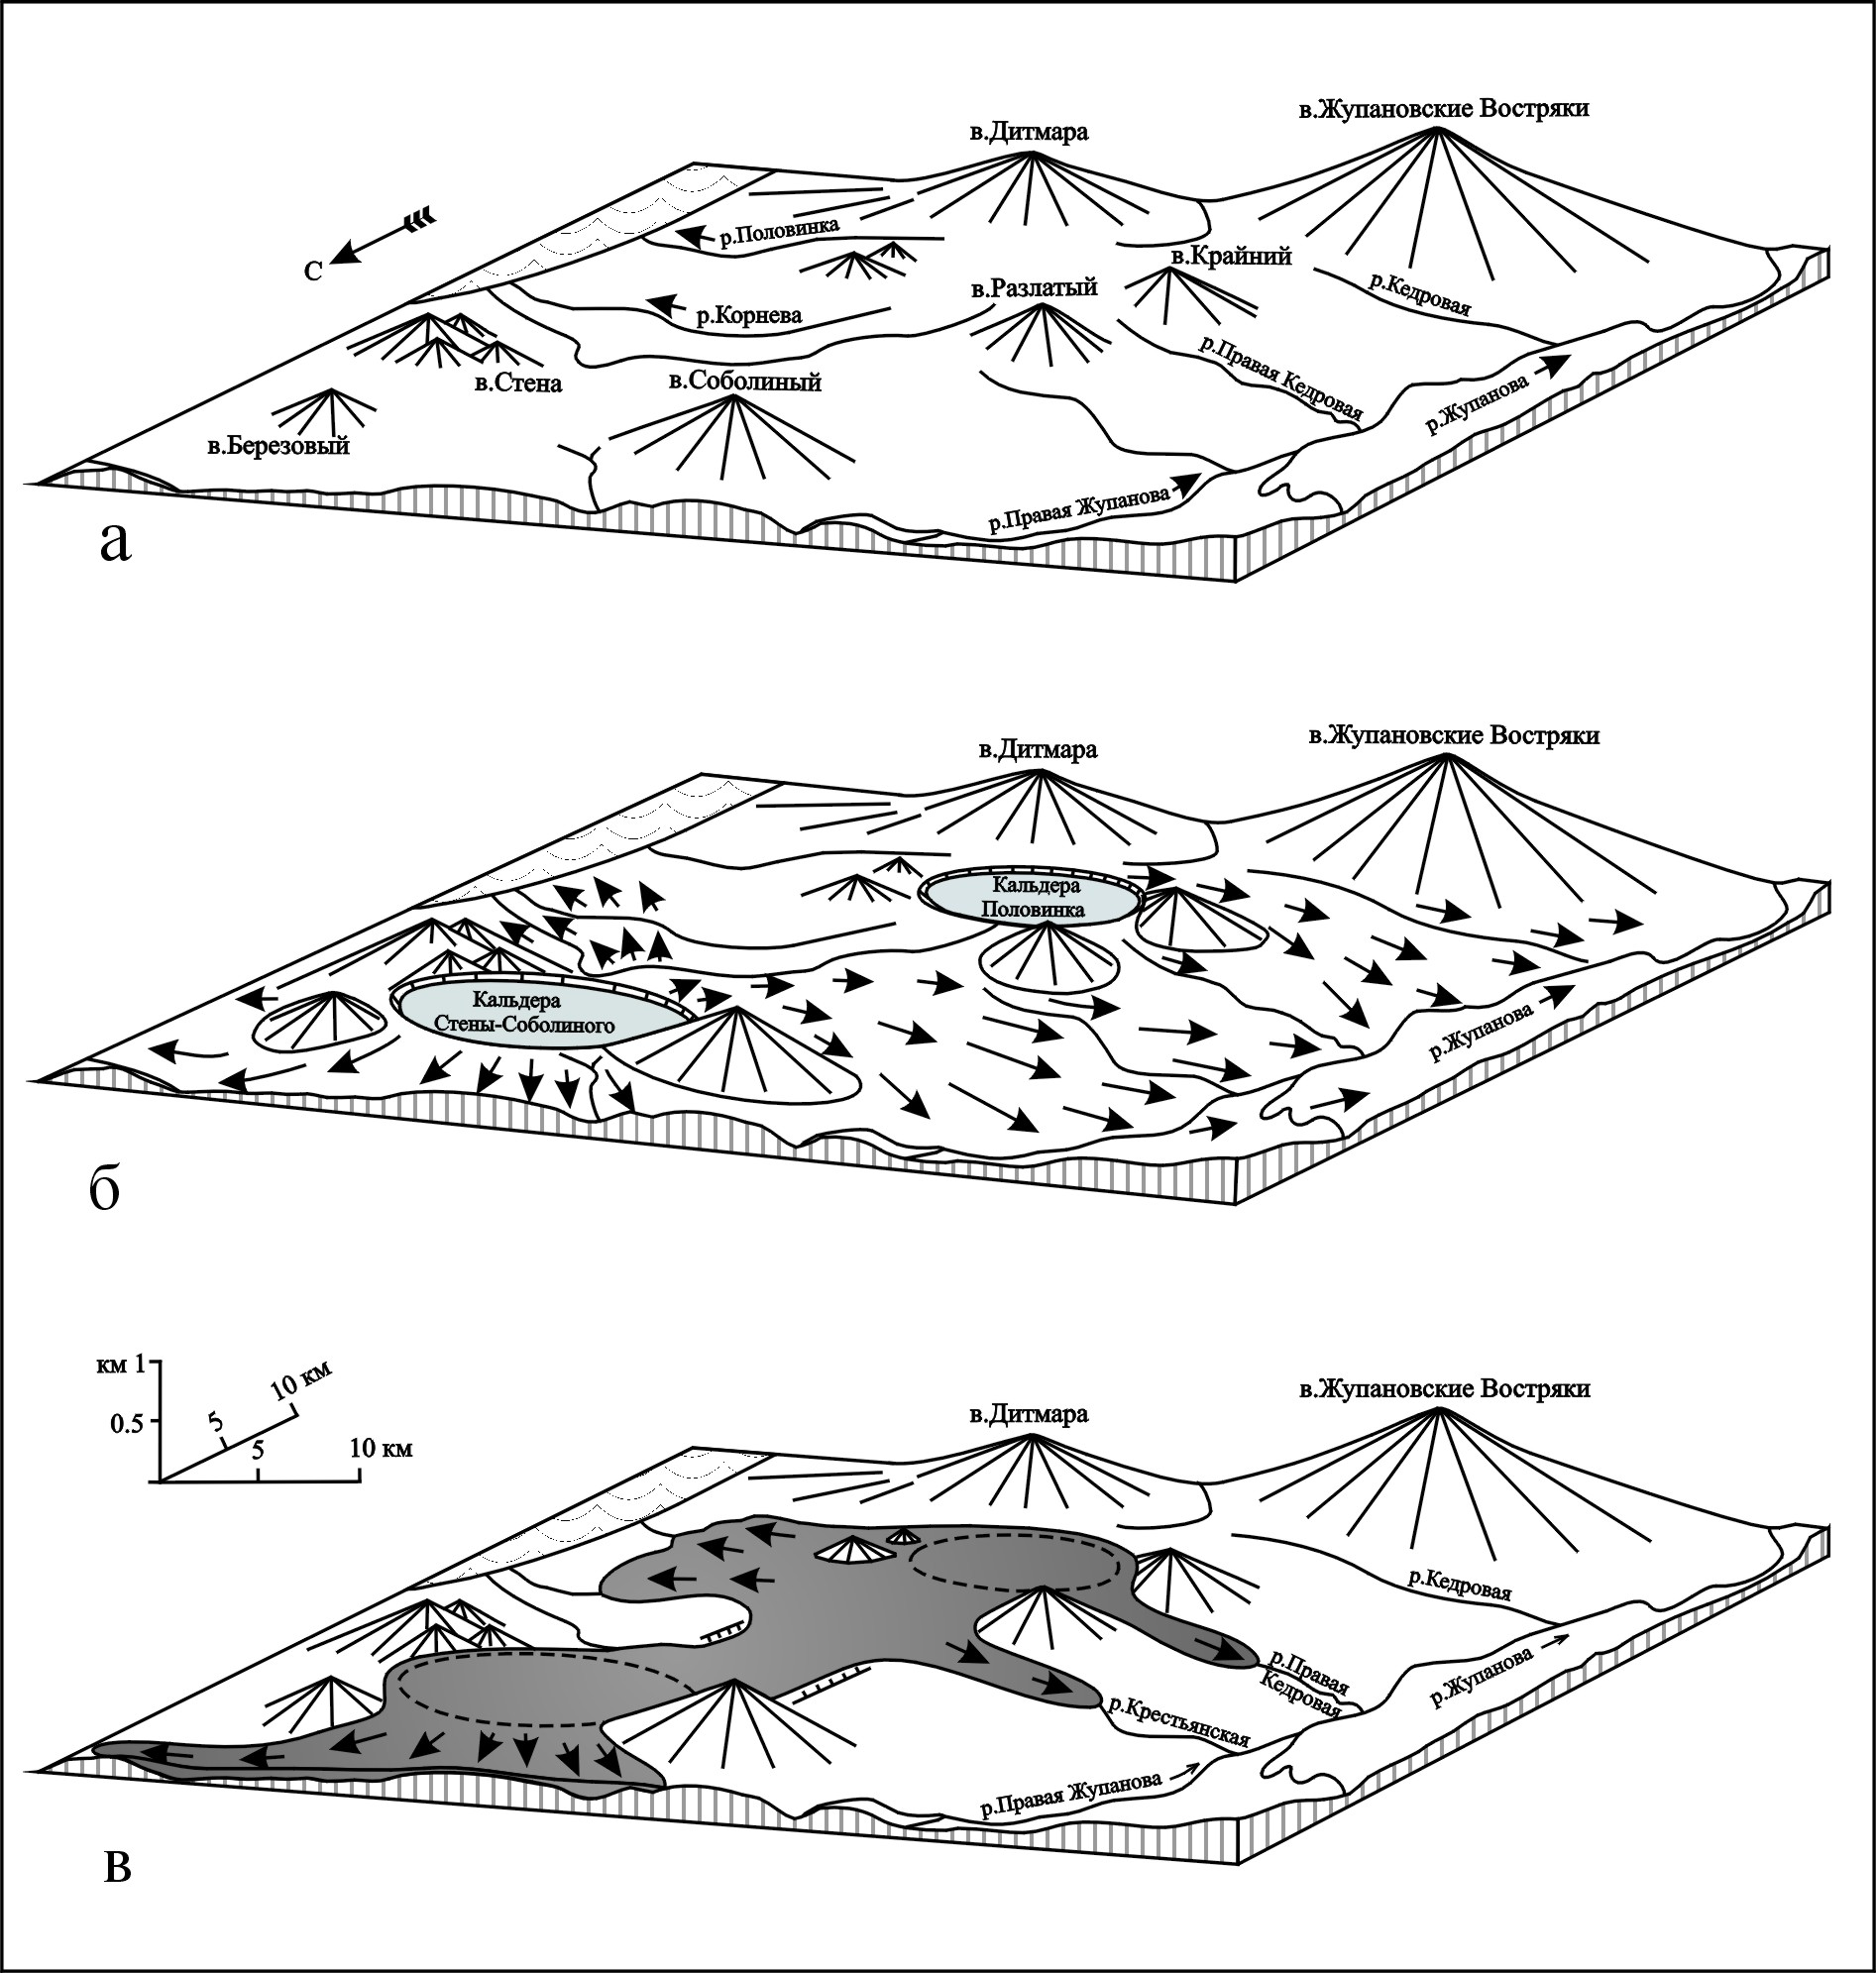 в.Жупановские Востряки
в.Дитмара
р.Половинка
С
в.Крайний
в.Разлатый
р.Кедровая
р.Корнева
р.Правая Кедровая
в.Стена
в.Соболиный
р.Жупанова
в.Березовый
р.Правая Жупанова
а
в.Жупановские Востряки
в.Дитмара
Кальдера
Половинка
Кальдера
Стены-Соболиного
р.Жупанова
б
км 1
0.5
5
10 км
5
10 км
в.Жупановские Востряки
в.Дитмара
р.Кедровая
р.Правая
Кедровая
р.Жупанова
р.Крестьянская
р.Правая Жупанова
в